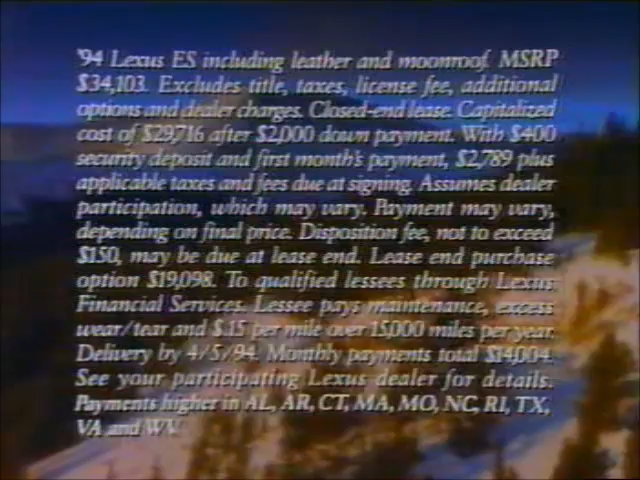 '94 Lexus ES including leather and moonroof. MSRP
$34,103. Excludes title, taxes, license fee, additional
options and dealer charges. Closed-end lease. Capitalized
cost of $29,716 after $2,000 down payment. With $400
security deposit and first month's payment, $2,789 plus
applicable taxes and fees due at signing. Assumes dealer
participation, which may vary. Payment may vary,
depending on final price. Disposition fee, not to exceed
$150, may be due at lease end. Lease end purchase
option $19,098. To qualified lessees through Lexus
Financial Services. Lessee pays maintenance, excess
wear/tear and $.15 per mile over 15,000 miles per year.
Delivery by 4/5/94. Monthly payments total $14,004.
See your participating Lexus dealer for details.
Payments higher in AL, AR, CT, MA, MO, NC, RI, TX,
VA and WV.